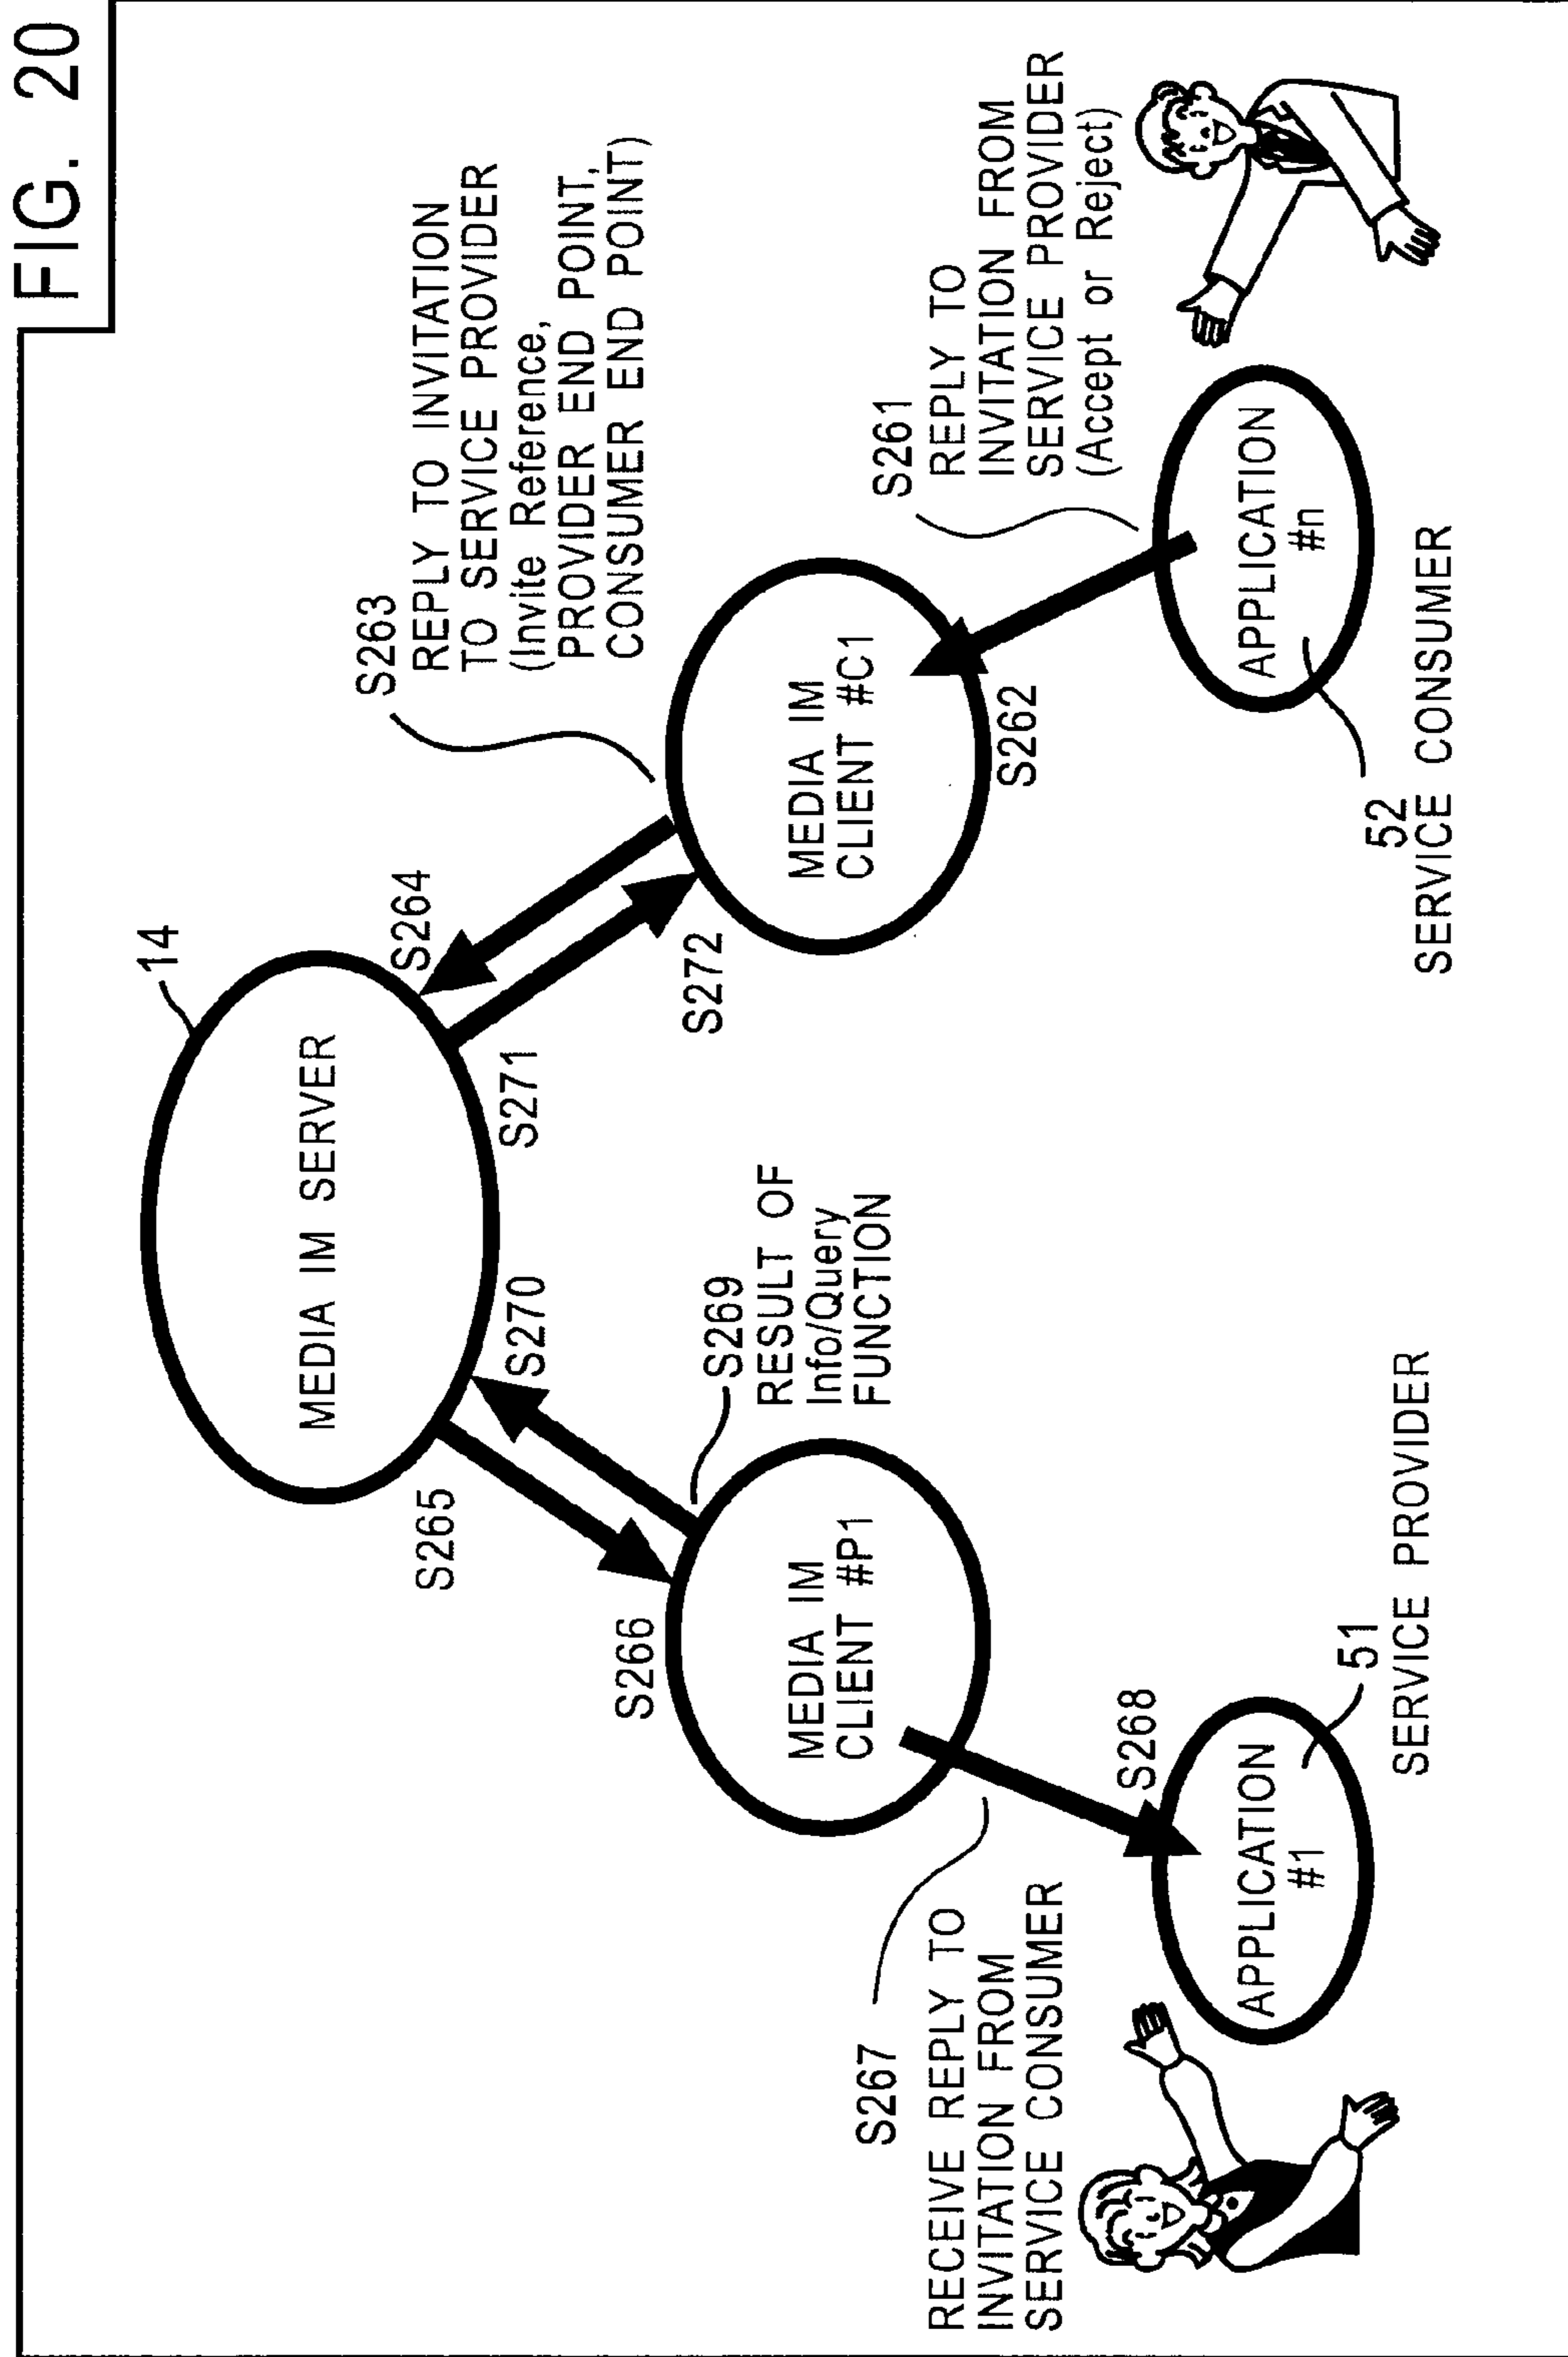 FIG. 20
14
MEDIA IM SERVER
S263
REPLY TO INVITATION
TO SERVICE PROVIDER
(Invite Reference,
PROVIDER END POINT,
CONSUMER END POINT)
S264
S271
S265
S270
S272
S266
S269
RESULT OF
Info/Query
FUNCTION
MEDIA IM
CLIENT #P1
MEDIA IM
CLIENT #C1
S262
S261
REPLY TO
INVITATION FROM
SERVICE PROVIDER
(Accept or Reject)
S267
RECEIVE REPLY TO
INVITATION FROM
SERVICE CONSUMER
S268
APPLICATION
#1
51
SERVICE PROVIDER
APPLICATION
#n
52
SERVICE CONSUMER